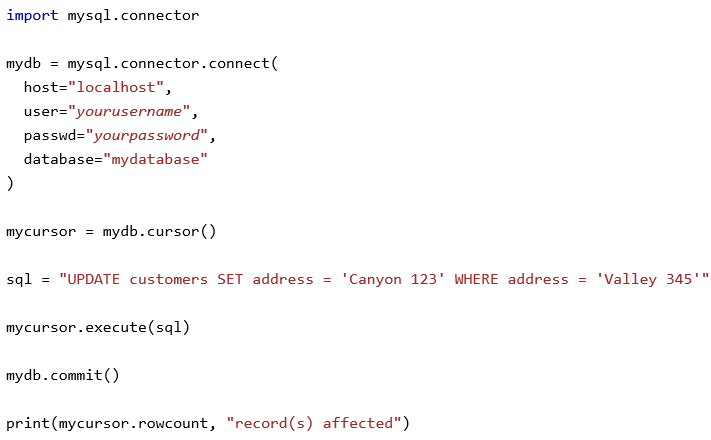 import mysql.connector
mydb = mysql.connector.connect(
  host="localhost",
  user="yourusername",
  passwd="yourpassword",
  database="mydatabase"
)
mycursor = mydb.cursor()
sql = "UPDATE customers SET address = 'Canyon 123' WHERE address = 'Valley 345'"
mycursor.execute(sql)
mydb.commit()
print(mycursor.rowcount, "record(s) affected")